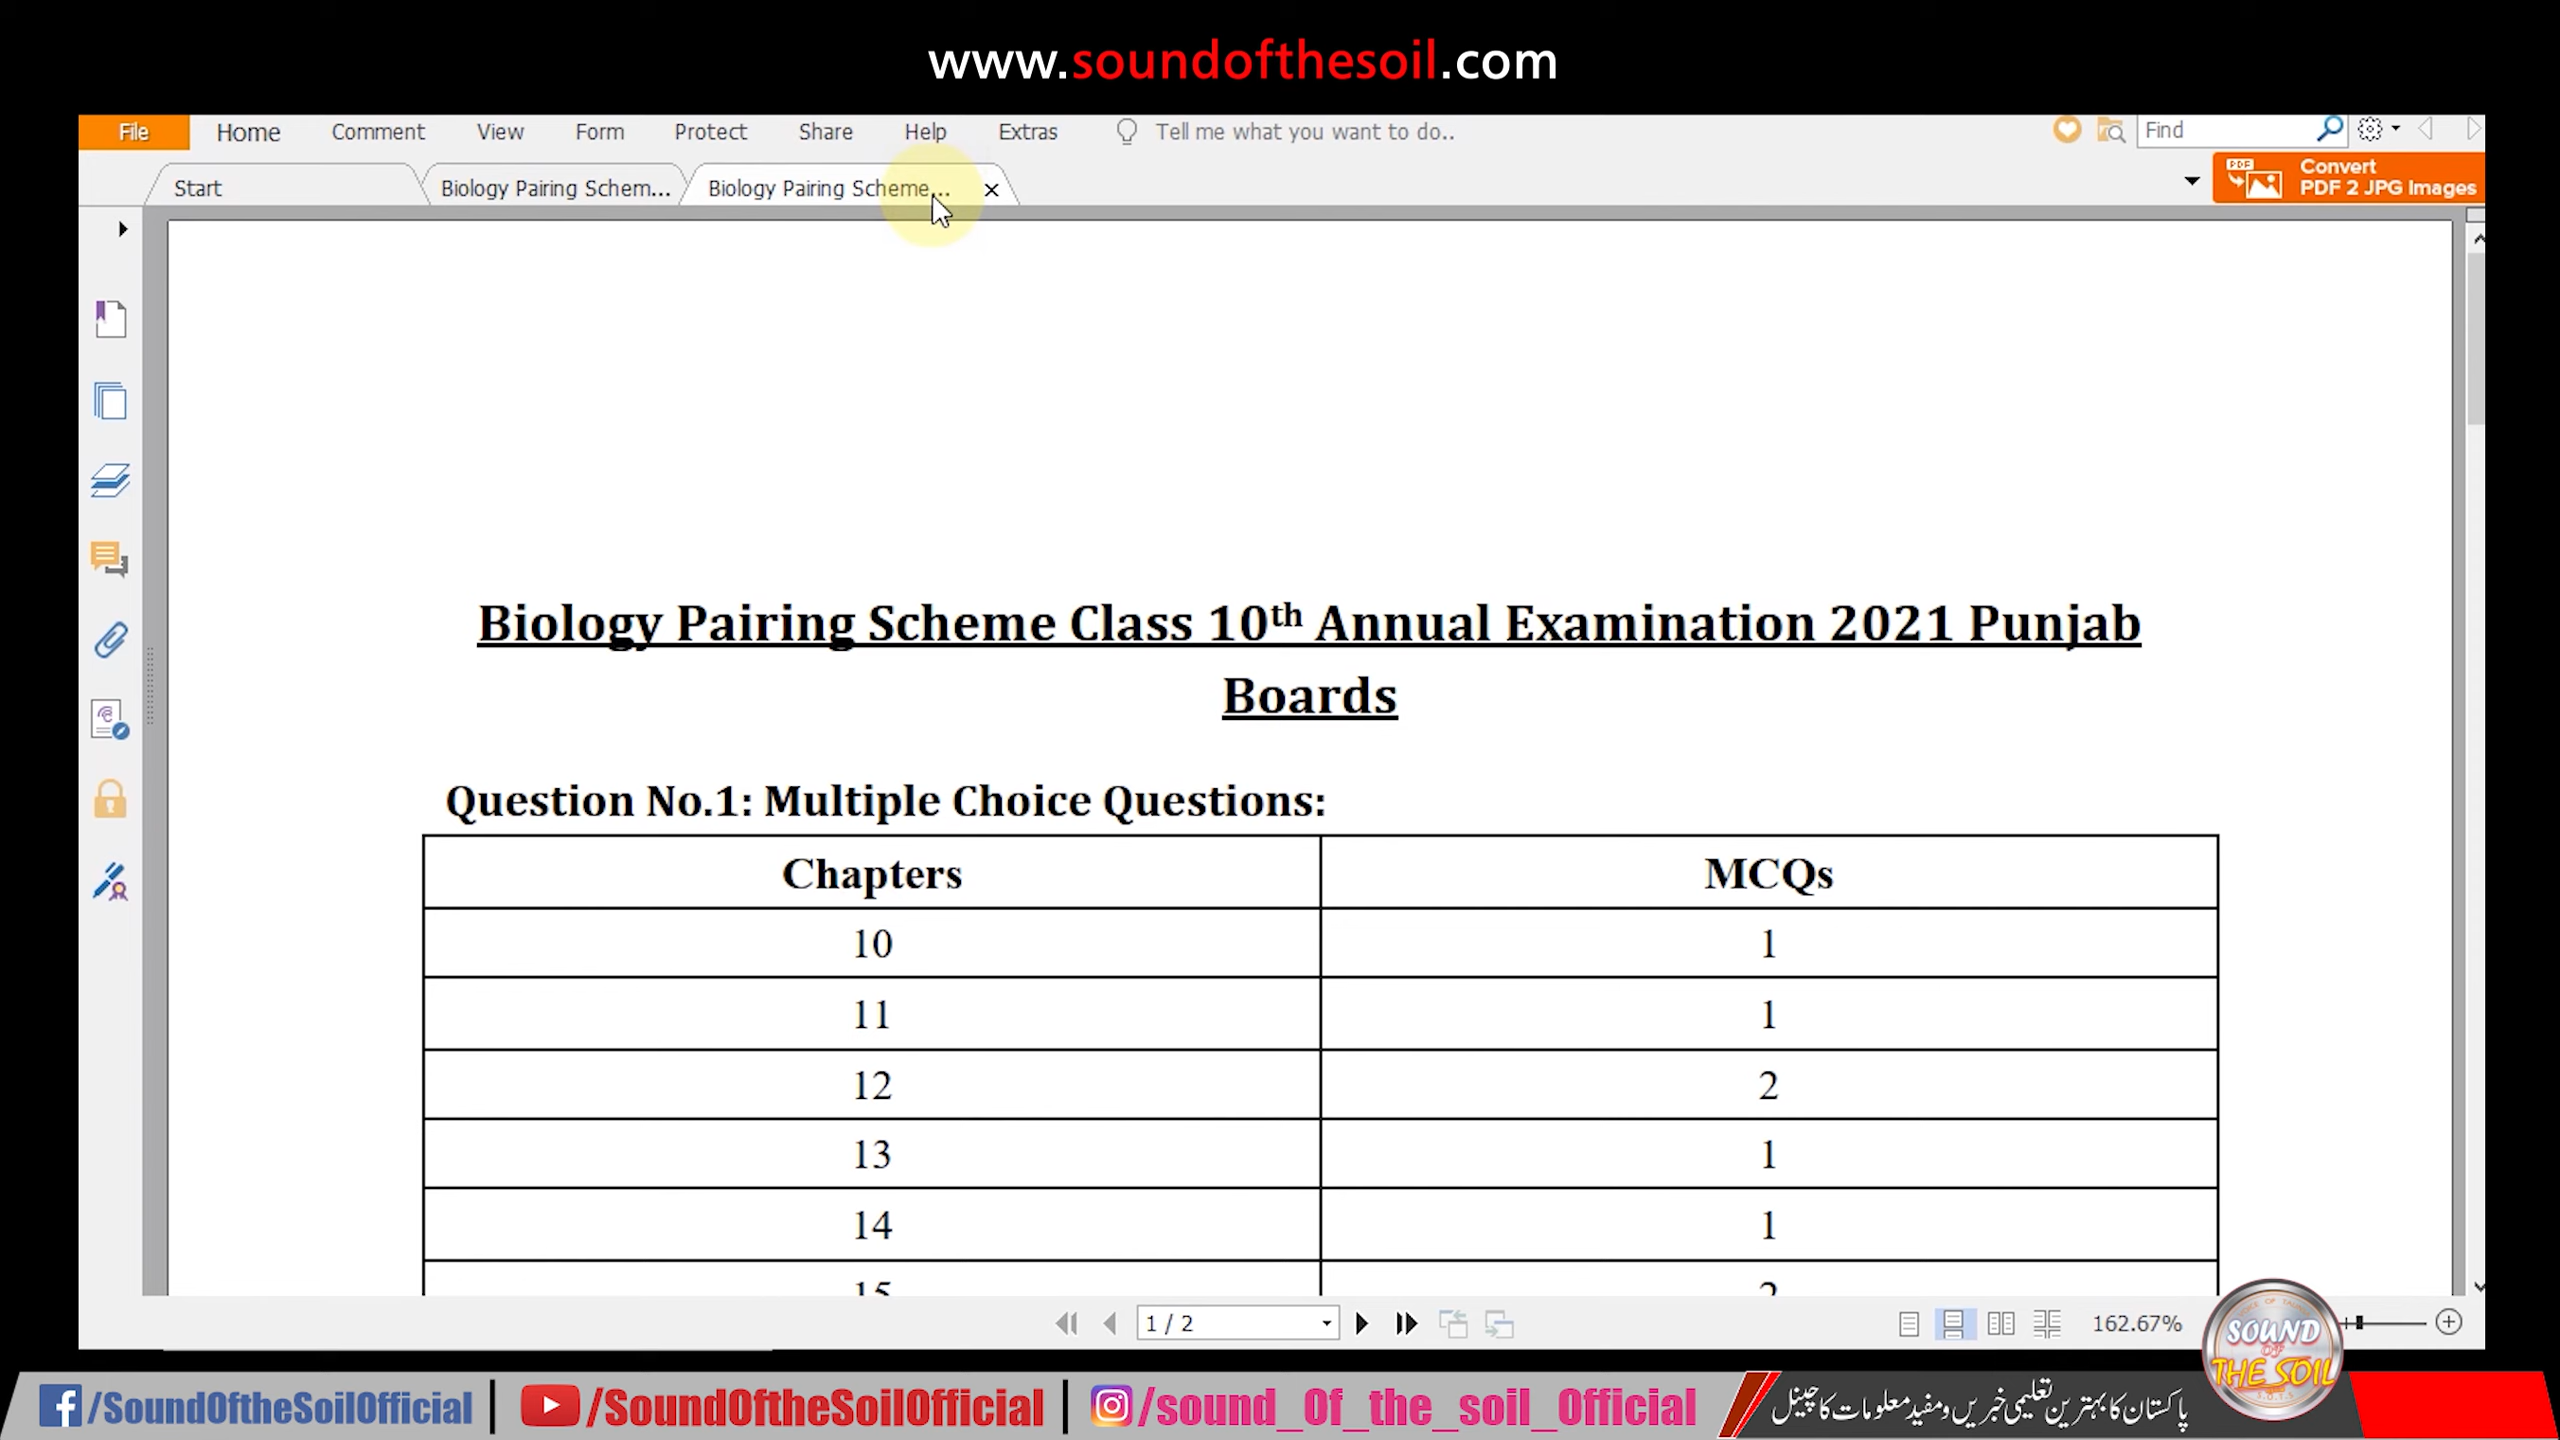 www.soundofthesoil.com
File Home Comment View Form Protect Share Help Extras Tell me what you want to do.. Find
Start Biology Pairing Schem... Biology Pairing Scheme... PDF Convert
PDF 2 JPG Images
Biology Pairing Scheme Class 10th Annual Examination 2021 Punjab
Boards
Question No.1: Multiple Choice Questions:
Chapters MCQs
10 1
11 1
12 2
13 1
14 1
15 2
1 / 2 162.67%
SOUND
OF
THE SOIL
/SoundOftheSoilOfficial | /SoundOftheSoilOfficial | /sound_Of_the_soil_Official پاکستان کا بہترین تعلیمی خبریں و مفید معلومات کا چینل